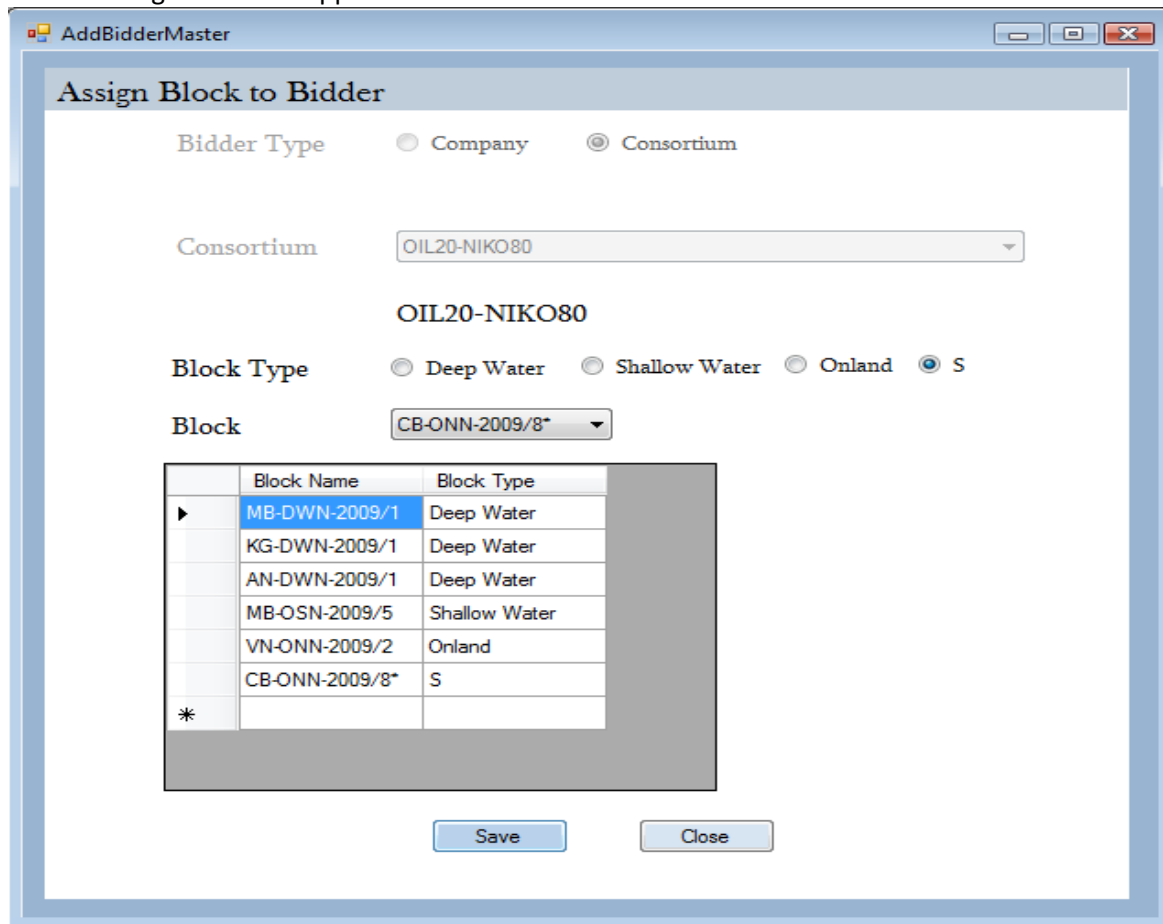 AddBidderMaster
Assign Block to Bidder
Bidder Type Company Consortium
Consortium OIL20-NIKO80
OIL20-NIKO80
Block Type Deep Water Shallow Water Onland S
Block CB-ONN-2009/8*
Block Name Block Type
MB-DWN-2009/1 Deep Water
KG-DWN-2009/1 Deep Water
AN-DWN-2009/1 Deep Water
MB-OSN-2009/5 Shallow Water
VN-ONN-2009/2 Onland
CB-ONN-2009/8* S
*
Save Close